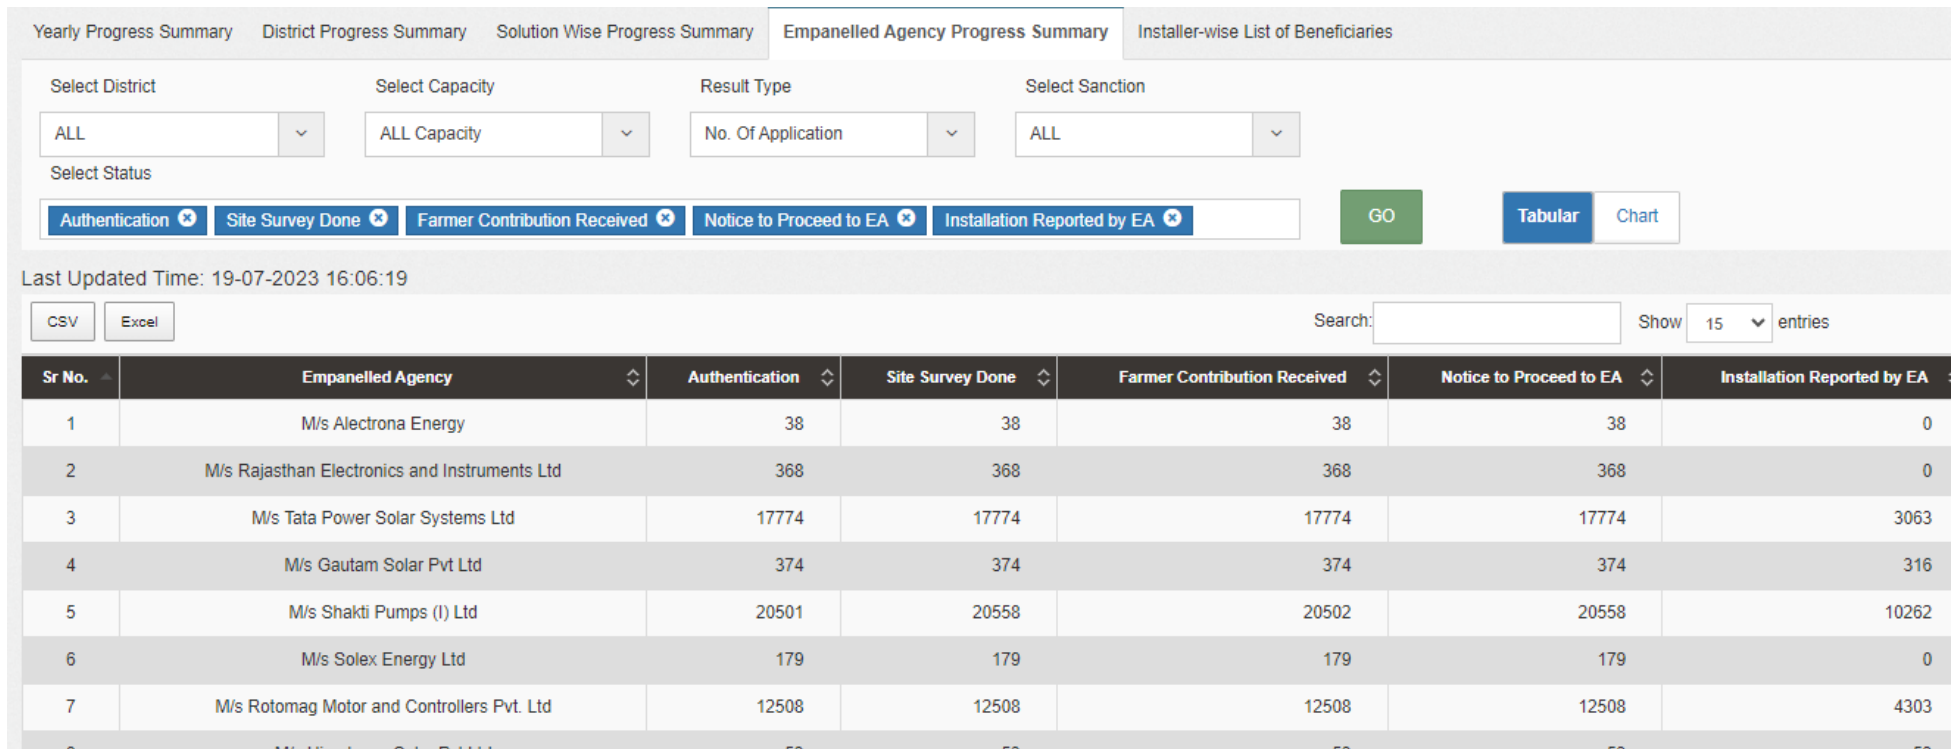 Yearly Progress Summary District Progress Summary Solution Wise Progress Summary Empanelled Agency Progress Summary Installer-wise List of Beneficiaries
Select District Select Capacity Result Type Select Sanction
ALL ALL Capacity No. Of Application ALL
Select Status
Authentication Site Survey Done Farmer Contribution Received Notice to Proceed to EA Installation Reported by EA GO Tabular Chart
Last Updated Time: 19-07-2023 16:06:19
CSV Excel Search: Show 15 entries
Sr No. Empanelled Agency Authentication Site Survey Done Farmer Contribution Received Notice to Proceed to EA Installation Reported by EA
1 M/s Alectrona Energy 38 38 38 38 0
2 M/s Rajasthan Electronics and Instruments Ltd 368 368 368 368 0
3 M/s Tata Power Solar Systems Ltd 17774 17774 17774 17774 3063
4 M/s Gautam Solar Pvt Ltd 374 374 374 374 316
5 M/s Shakti Pumps (I) Ltd 20501 20558 20502 20558 10262
6 M/s Solex Energy Ltd 179 179 179 179 0
7 M/s Rotomag Motor and Controllers Pvt. Ltd 12508 12508 12508 12508 4303